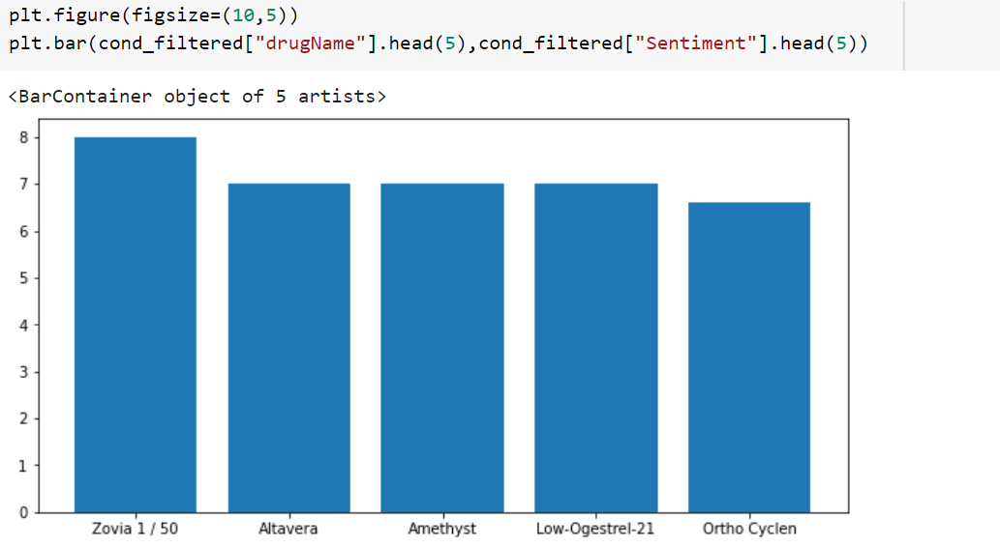 plt.figure(figsize=(10,5))
plt.bar(cond_filtered["drugName"].head(5),cond_filtered["Sentiment"].head(5))
<BarContainer object of 5 artists>
8
7
6
5
4
3
2
1
0
Zovia 1 / 50 Altavera Amethyst Low-Ogestrel-21 Ortho Cyclen